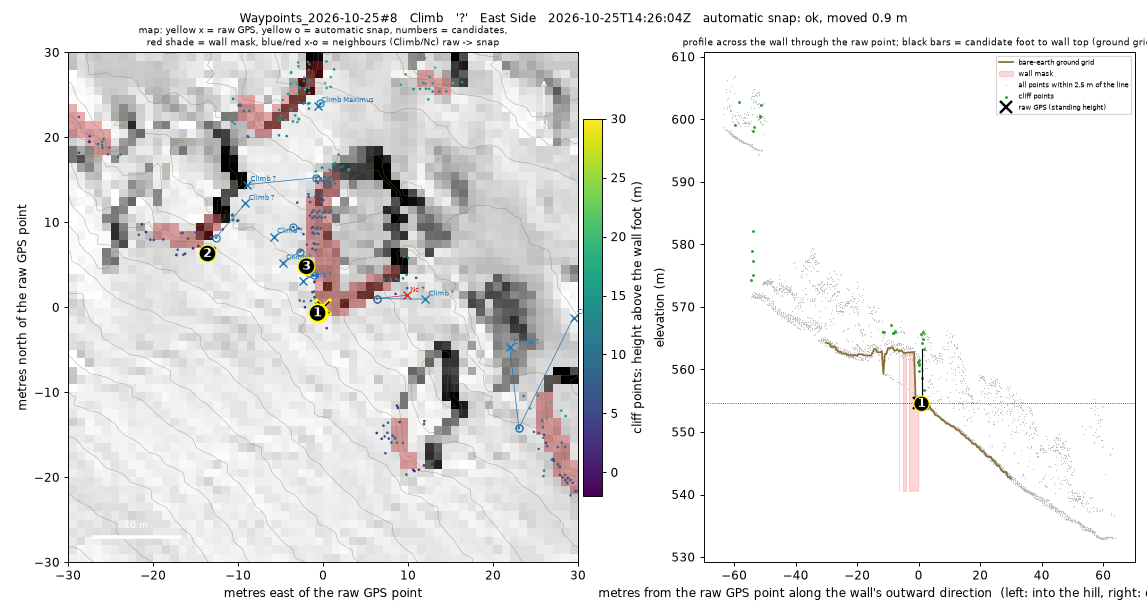 Waypoints_2026-10-25#8   Climb   '?'   East Side   2026-10-25T14:26:04Z   automatic snap: ok, moved 0.9 m
map: yellow x = raw GPS, yellow o = automatic snap, numbers = candidates,
red shade = wall mask, blue/red x-o = neighbours (Climb/Nc) raw -> snap
profile across the wall through the raw point; black bars = candidate foot to wall top (ground gri
Climb Maximus
Climb ?
Climb ?
Nc ?
Climb ?
1
2
3
10 m
30
20
10
0
−10
−20
−30
−30
−20
−10
0
10
20
30
metres north of the raw GPS point
metres east of the raw GPS point
30
25
20
15
10
5
0
cliff points: height above the wall foot (m)
bare-earth ground grid
wall mask
all points within 2.5 m of the line
cliff points
raw GPS (standing height)
1
610
600
590
580
570
560
550
540
530
elevation (m)
−60
−40
−20
0
20
40
60
metres from the raw GPS point along the wall's outward direction  (left: into the hill, right: